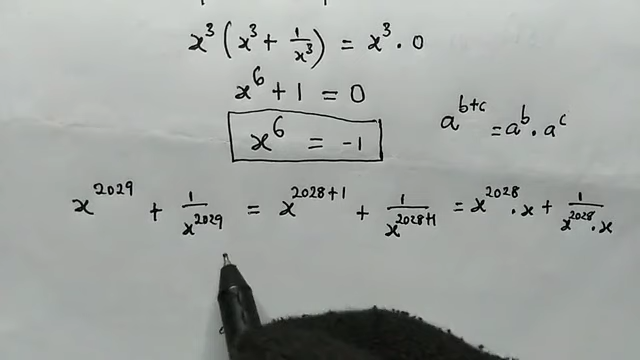 x³(x³ + 1/x³) = x³ · 0
x⁶ + 1 = 0
x⁶ = -1
a^(b+c) = a^b · a^c
x^2029 + 1/x^2029 = x^(2028+1) + 1/x^(2028+1) = x^2028 · x + 1/(x^2028 · x)